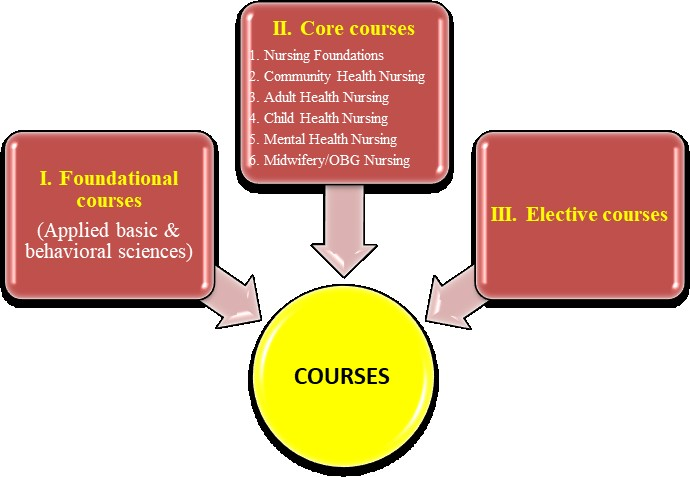 I. Foundational
courses
(Applied basic &
behavioral sciences)
II. Core courses
1. Nursing Foundations
2. Community Health Nursing
3. Adult Health Nursing
4. Child Health Nursing
5. Mental Health Nursing
6. Midwifery/OBG Nursing
III. Elective courses
COURSES